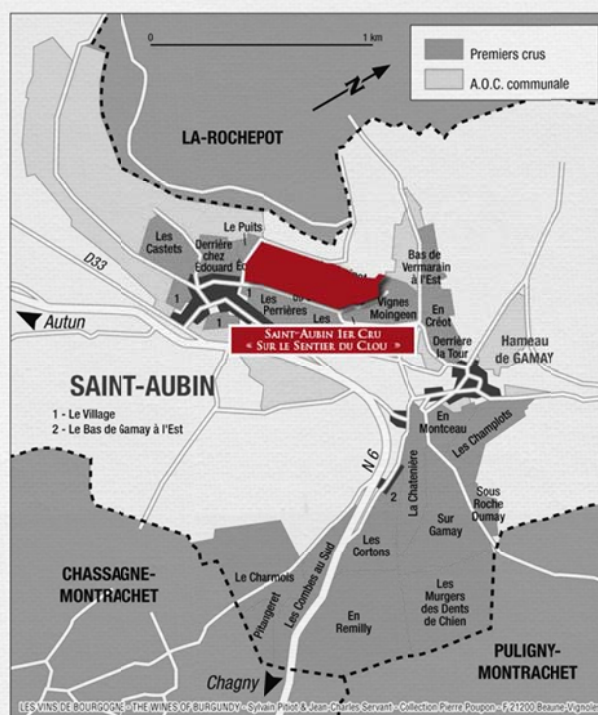 0
1 km
Premiers crus
A.O.C. communale
N
LA-ROCHEPOT
Le Puits
Les
Castets
Derrière
chez
Edouard
D33
Bas de
Vermarain
à l'Est
1
1
1
Les
Perrières
Les
Vignes
Moingeon
En
Créot
Derrière
la Tour
Hameau
de GAMAY
Autun
SAINT-AUBIN 1ER CRU
« SUR LE SENTIER DU CLOU »
SAINT-AUBIN
1 - Le Village
2 - Le Bas de Gamay à l'Est
En
Montceau
Les Champlots
N 6
2
La Chatenière
Sous
Roche
Dumay
Sur
Gamay
Les
Cortons
CHASSAGNE-
MONTRACHET
Le Charmois
Pitangeret
Les Combes au Sud
En
Remilly
Les
Murgers
des Dents
de Chien
PULIGNY-
MONTRACHET
Chagny
LES VINS DE BOURGOGNE - THE WINES OF BURGUNDY - Sylvain Pitiot & Jean-Charles Servant - Collection Pierre Poupon - F 21200 Beaune-Vignoles